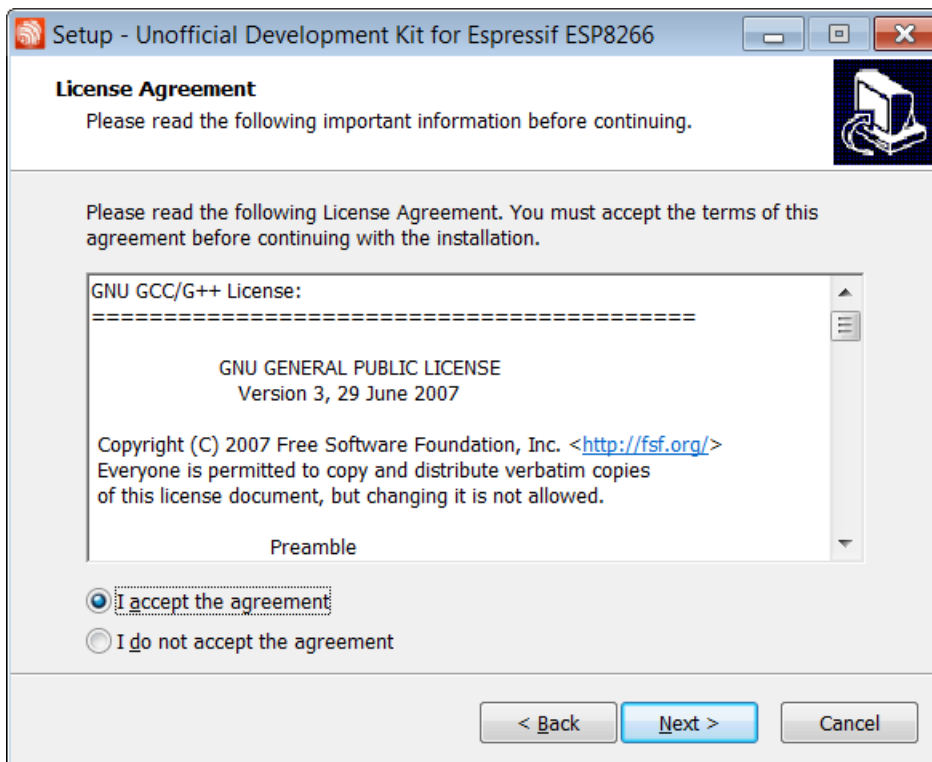 Setup - Unofficial Development Kit for Espressif ESP8266
License Agreement
Please read the following important information before continuing.
Please read the following License Agreement. You must accept the terms of this
agreement before continuing with the installation.
GNU GCC/G++ License:
==========================================
GNU GENERAL PUBLIC LICENSE
Version 3, 29 June 2007
Copyright (C) 2007 Free Software Foundation, Inc. <http://fsf.org/>
Everyone is permitted to copy and distribute verbatim copies
of this license document, but changing it is not allowed.
Preamble
I accept the agreement
I do not accept the agreement
< Back Next > Cancel